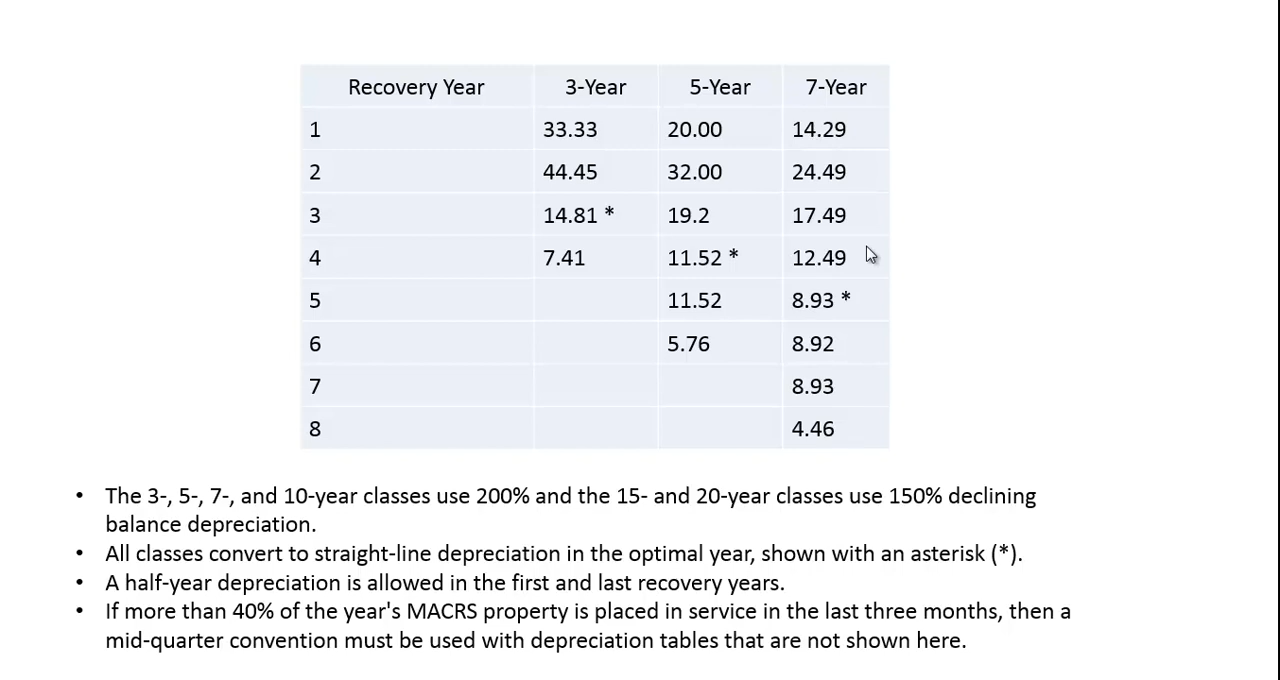 Recovery Year 3-Year 5-Year 7-Year
1 33.33 20.00 14.29
2 44.45 32.00 24.49
3 14.81 * 19.2 17.49
4 7.41 11.52 * 12.49
5 11.52 8.93 *
6 5.76 8.92
7 8.93
8 4.46
• The 3-, 5-, 7-, and 10-year classes use 200% and the 15- and 20-year classes use 150% declining
balance depreciation.
• All classes convert to straight-line depreciation in the optimal year, shown with an asterisk (*).
• A half-year depreciation is allowed in the first and last recovery years.
• If more than 40% of the year's MACRS property is placed in service in the last three months, then a
mid-quarter convention must be used with depreciation tables that are not shown here.